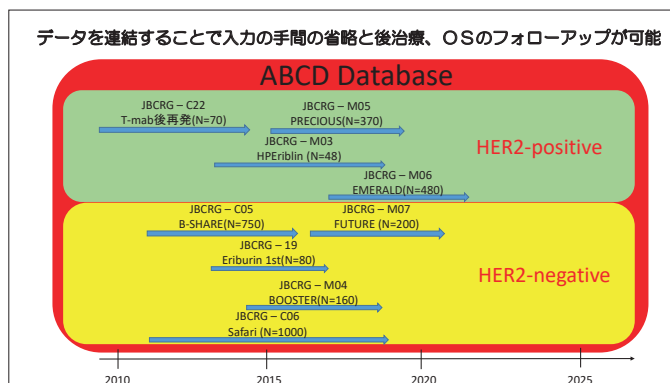 データを連結することで入力の手間の省略と後治療、OSのフォローアップが可能
ABCD Database
JBCRG – C22
T-mab後再発(N=70)
JBCRG – M05
PRECIOUS(N=370)
JBCRG – M03
HPEriblin (N=48)
HER2-positive
JBCRG – M06
EMERALD(N=480)
JBCRG – C05
B-SHARE(N=750)
JBCRG – M07
FUTURE (N=200)
JBCRG – 19
Eriburin 1st(N=80)
HER2-negative
JBCRG – M04
BOOSTER(N=160)
JBCRG – C06
Safari (N=1000)
2010
2015
2020
2025